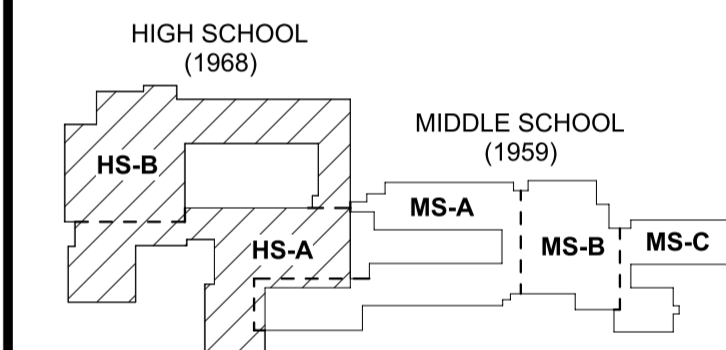 HIGH SCHOOL
(1968)
MIDDLE SCHOOL
(1959)
HS-B
MS-A
HS-A
MS-B
MS-C